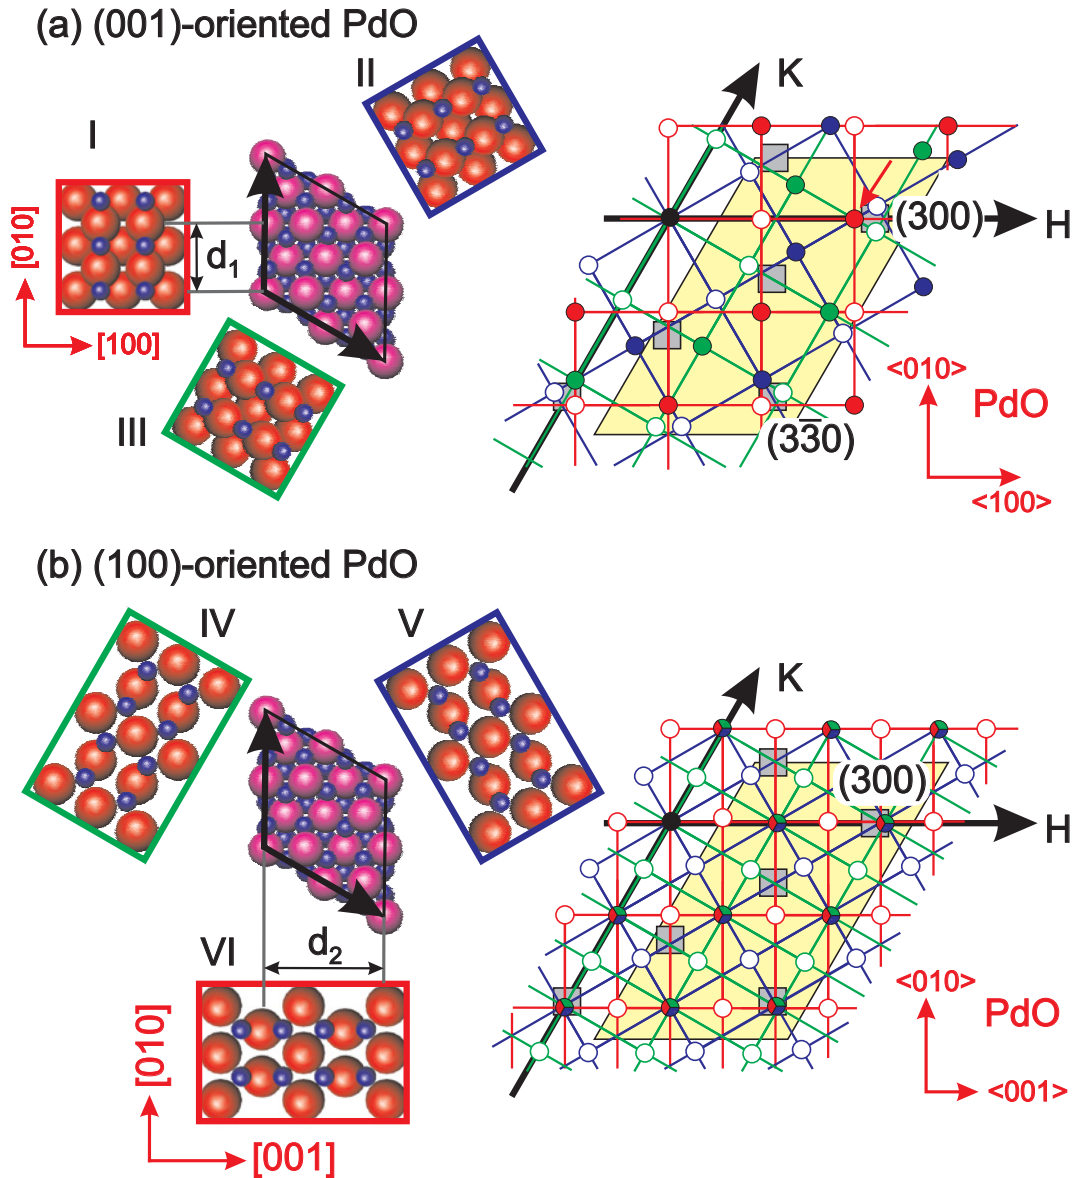 (a) (001)-oriented PdO
I
II
III
[010]
[100]
d₁
K
H
(300)
(33̅0)
<010>
PdO
<100>
(b) (100)-oriented PdO
IV
V
VI
d₂
[010]
[001]
K
(300)
H
<010>
PdO
<001>